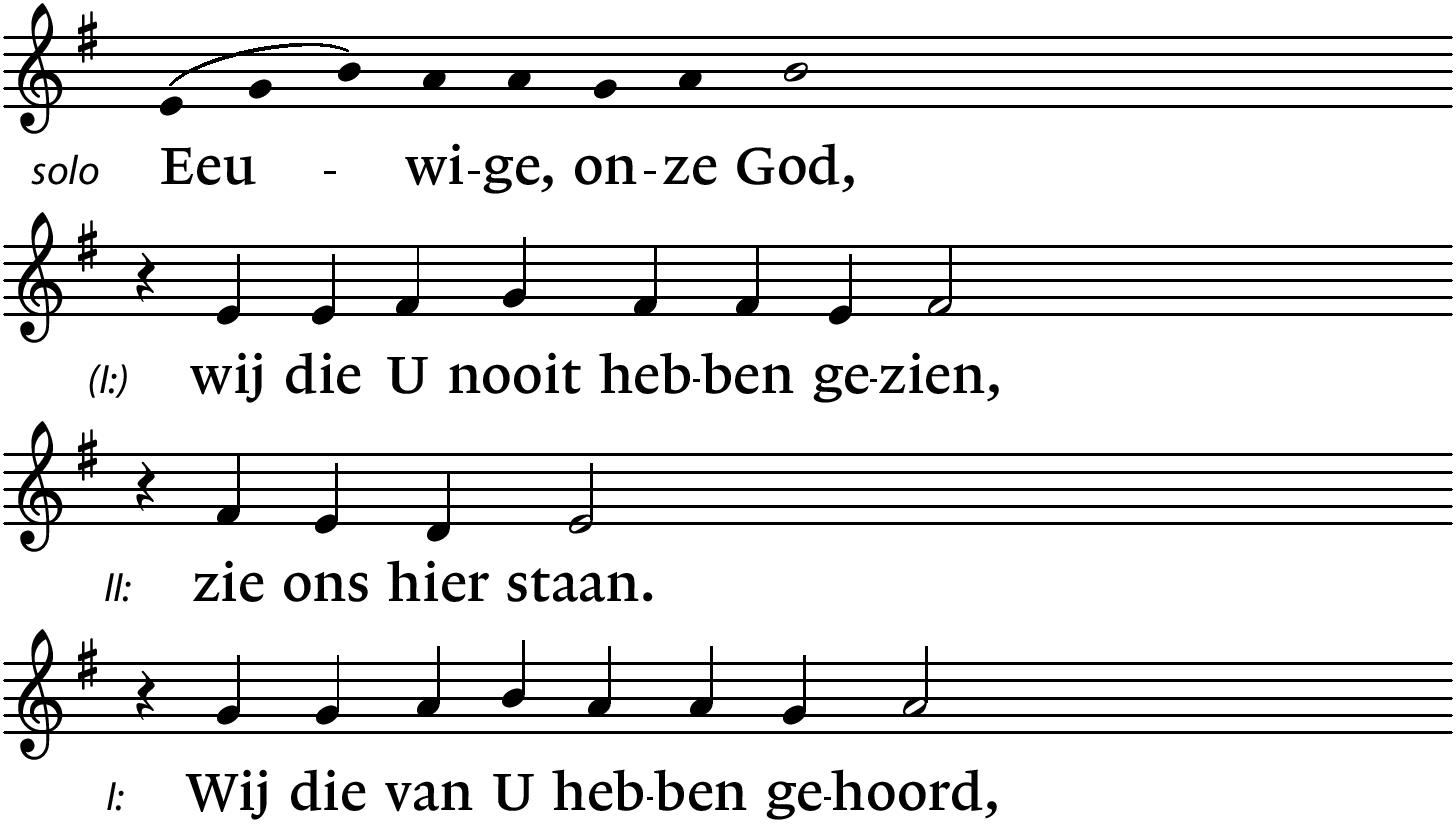 solo Eeu - wi-ge, on-ze God,
(I:) wij die U nooit heb-ben ge-zien,
II: zie ons hier staan.
I: Wij die van U heb-ben ge-hoord,